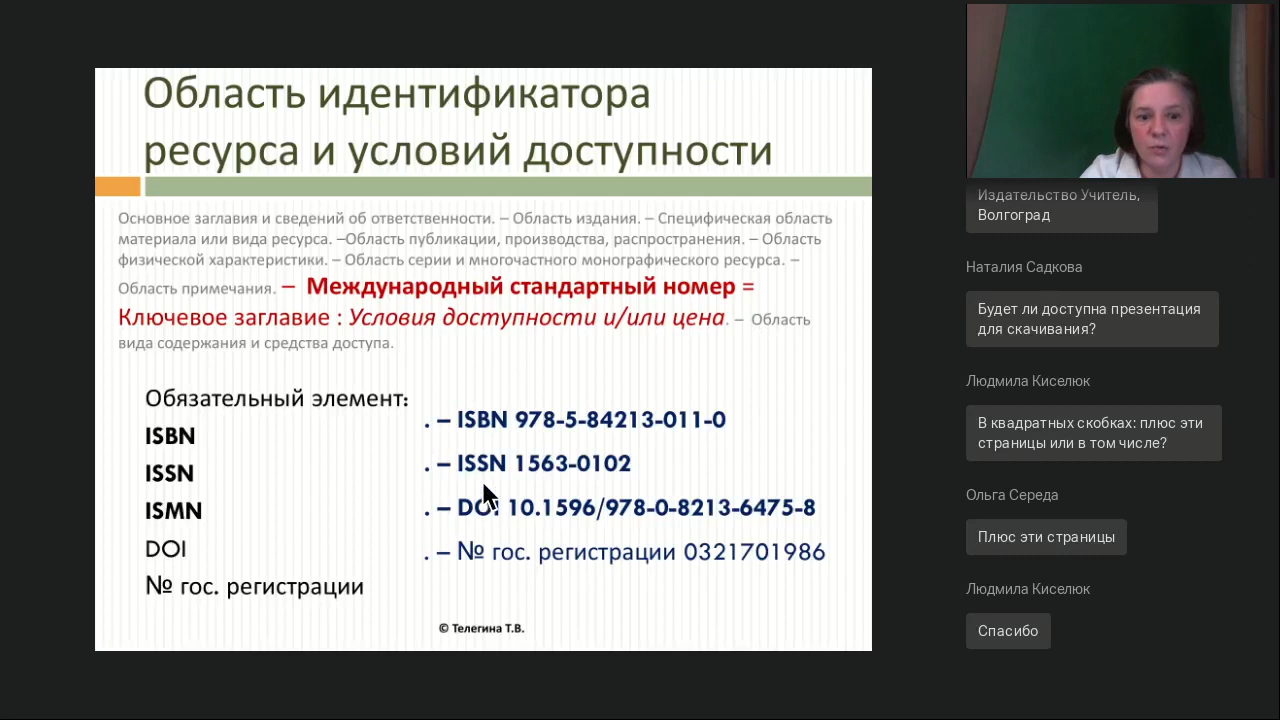 Область идентификатора
ресурса и условий доступности
Основное заглавия и сведений об ответственности. – Область издания. – Специфическая область
материала или вида ресурса. –Область публикации, производства, распространения. – Область
физической характеристики. – Область серии и многочастного монографического ресурса. –
Область примечания. – Международный стандартный номер =
Ключевое заглавие : Условия доступности и/или цена. – Область
вида содержания и средства доступа.
Обязательный элемент:
ISBN
ISSN
ISMN
DOI
№ гос. регистрации
. – ISBN 978-5-84213-011-0
. – ISSN 1563-0102
. – DOI 10.1596/978-0-8213-6475-8
. – № гос. регистрации 0321701986
© Телегина Т.В.
Издательство Учитель,
Волгоград
Наталия Садкова
Будет ли доступна презентация
для скачивания?
Людмила Киселюк
В квадратных скобках: плюс эти
страницы или в том числе?
Ольга Середа
Плюс эти страницы
Людмила Киселюк
Спасибо